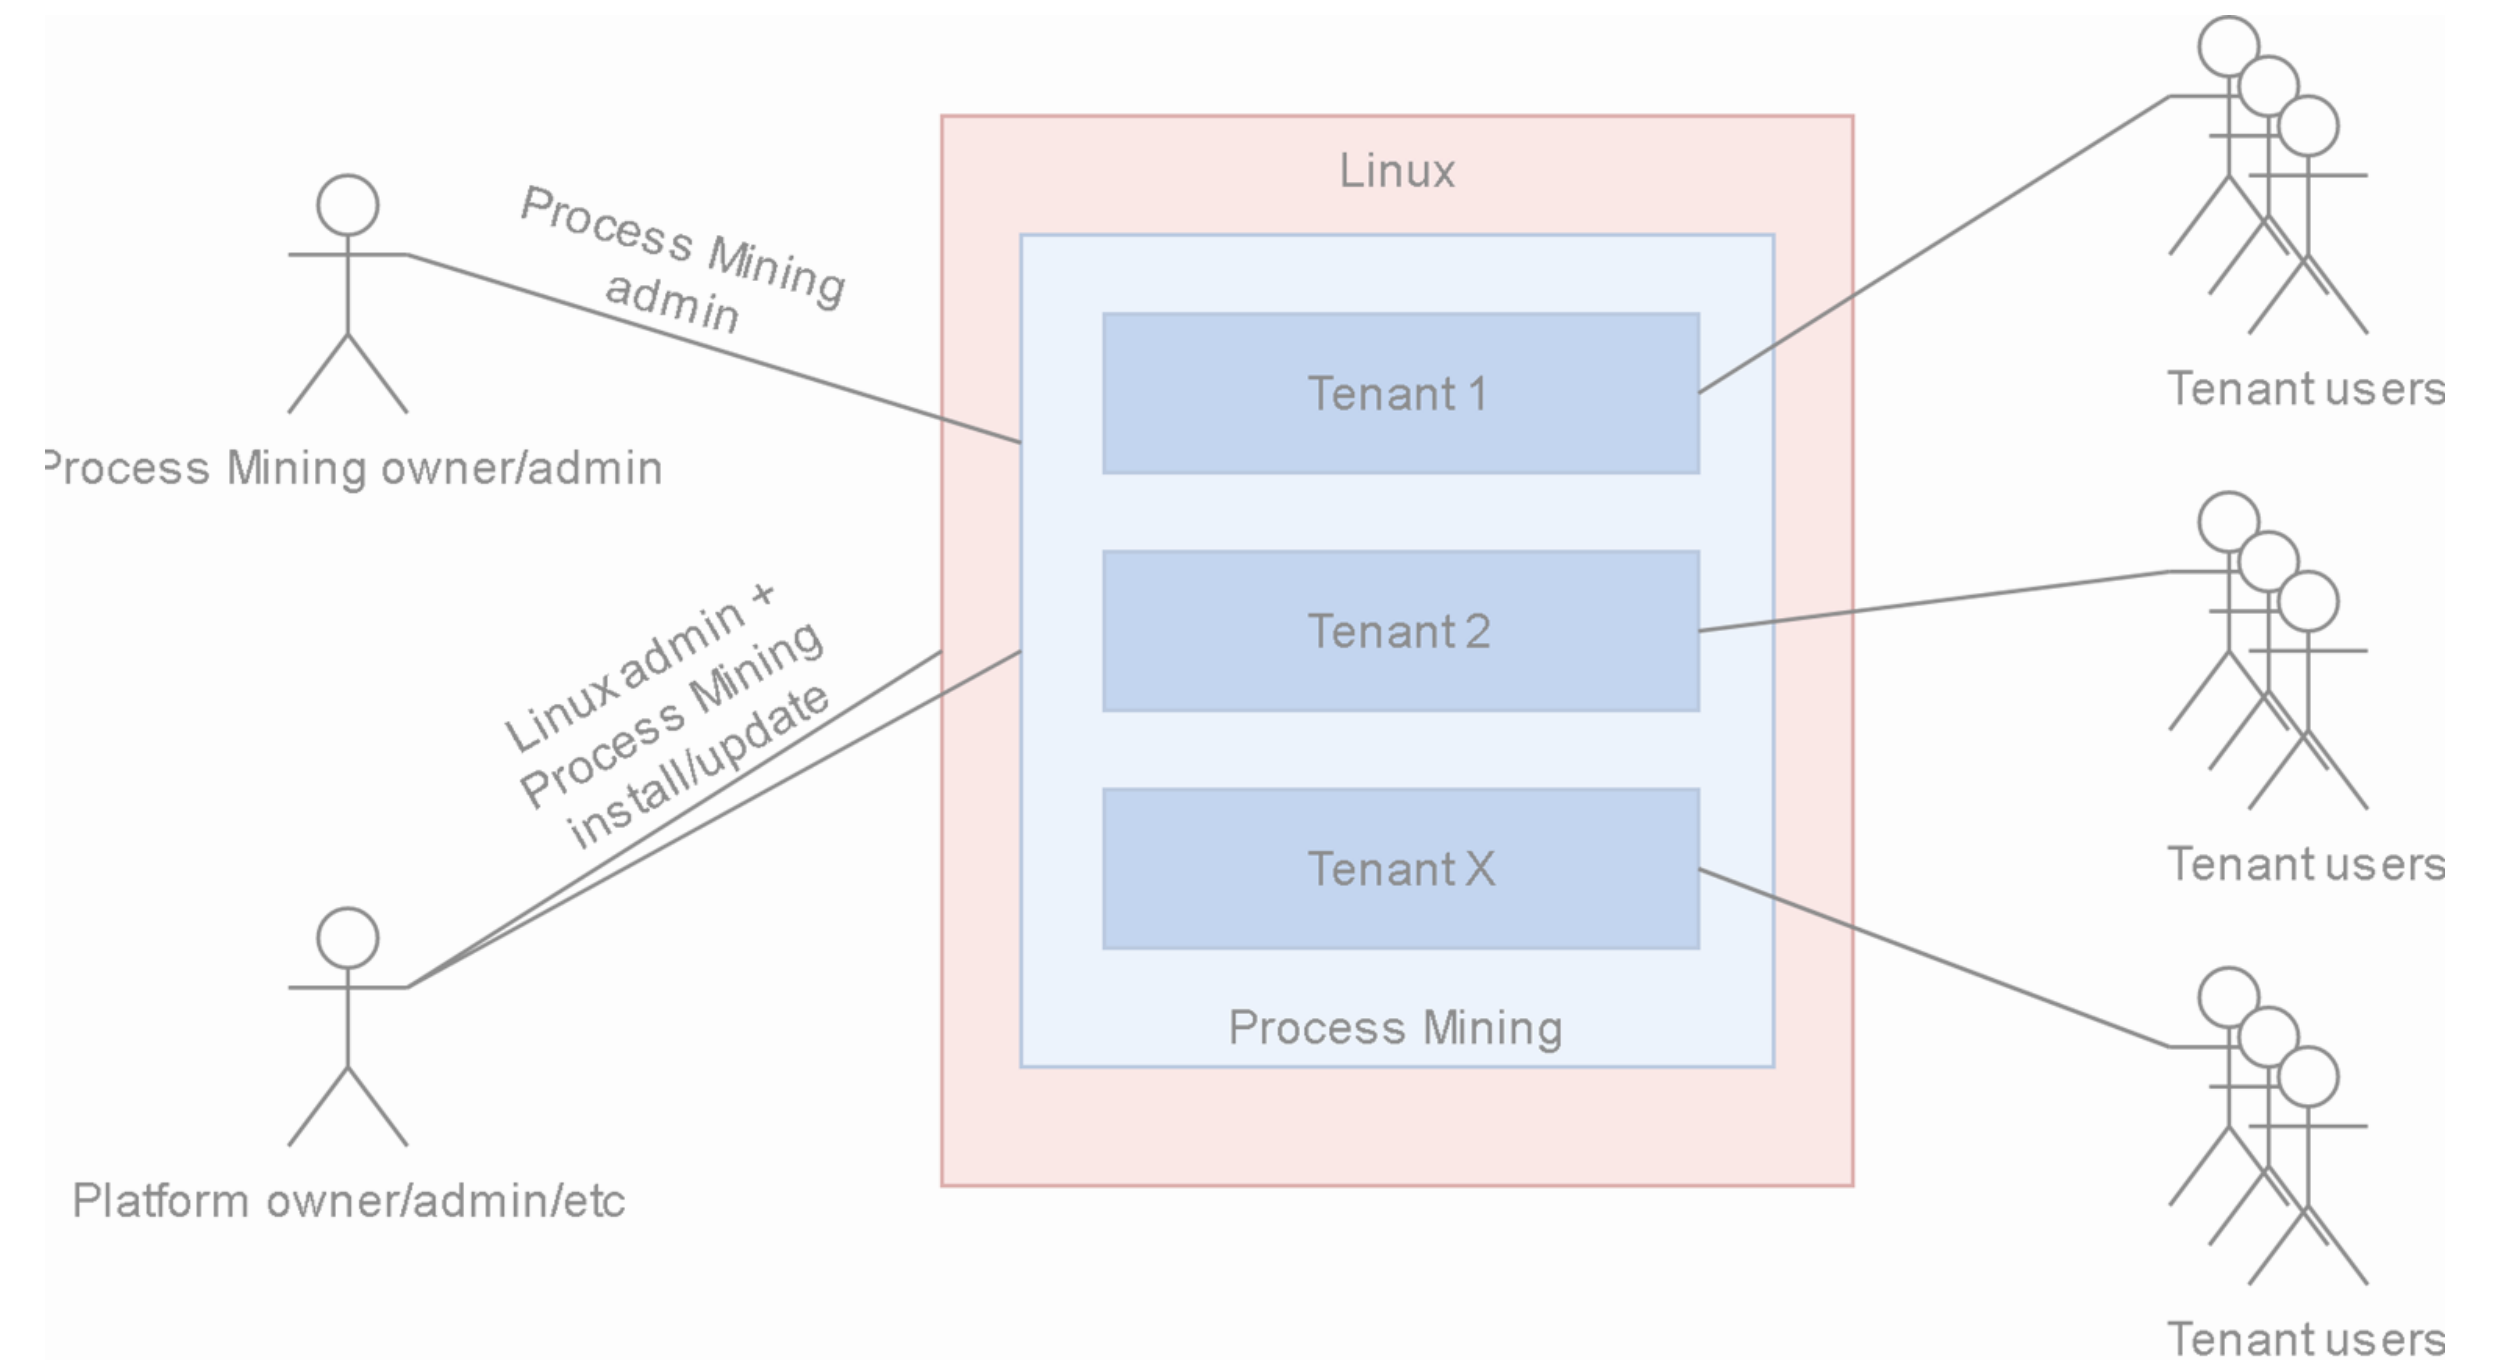 Linux
Process Mining
admin
Tenant 1
Tenant users
Process Mining owner/admin
Linux admin +
Process Mining
install/update
Tenant 2
Tenant users
Tenant X
Process Mining
Platform owner/admin/etc
Tenant users